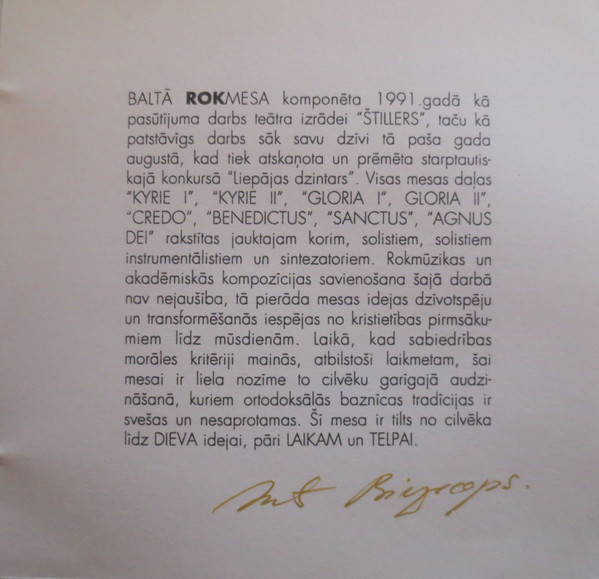 BALTĀ ROKMESA komponēta 1991.gadā kā
pasūtījuma darbs teātra izrādei "ŠTILLERS", taču kā
patstāvīgs darbs sāk savu dzīvi tā paša gada
augustā, kad tiek atskaņota un prēmēta starptautis-
kajā konkursā "Liepājas dzintars". Visas mesas daļas
"KYRIE I", "KYRIE II", "GLORIA I", GLORIA II",
"CREDO", "BENEDICTUS", "SANCTUS", "AGNUS
DEI" rakstītas jauktajam korim, solistiem, solistiem
instrumentālistiem un sintezatoriem. Rokmūzikas un
akadēmiskās kompozīcijas savienošana šajā darbā
nav nejaušība, tā pierāda mesas idejas dzīvotspēju
un transformēšanās iespējas no kristietības pirmsāku-
miem līdz mūsdienām. Laikā, kad sabiedrības
morāles kritēriji mainās, atbilstoši laikmetam, šai
mesai ir liela nozīme to cilvēku garīgajā audzi-
nāšanā, kuriem ortodoksālās baznīcas tradīcijas ir
svešas un nesaprotamas. Šī mesa ir tilts no cilvēka
līdz DIEVA idejai, pāri LAIKAM un TELPAI.